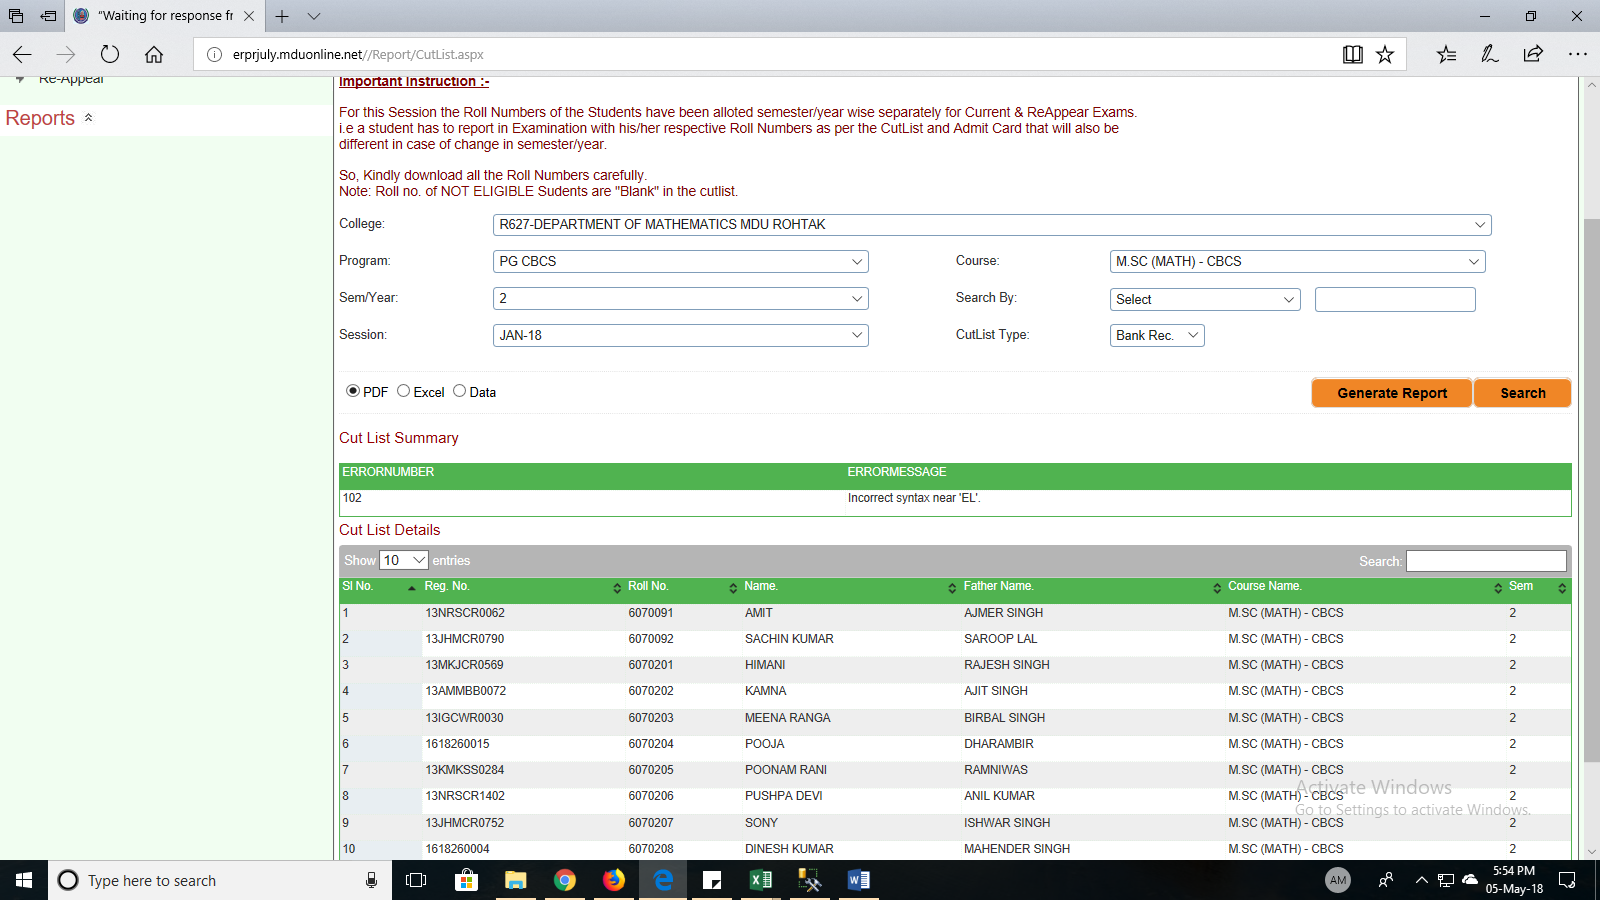 "Waiting for response fr
erprjuly.mduonline.net//Report/CutList.aspx
Re-Appear
Reports
Important Instruction :-
For this Session the Roll Numbers of the Students have been alloted semester/year wise separately for Current & ReAppear Exams.
i.e a student has to report in Examination with his/her respective Roll Numbers as per the CutList and Admit Card that will also be
different in case of change in semester/year.
So, Kindly download all the Roll Numbers carefully.
Note: Roll no. of NOT ELIGIBLE Sudents are "Blank" in the cutlist.
College: R627-DEPARTMENT OF MATHEMATICS MDU ROHTAK
Program: PG CBCS Course: M.SC (MATH) - CBCS
Sem/Year: 2 Search By: Select
Session: JAN-18 CutList Type: Bank Rec.
PDF Excel Data Generate Report Search
Cut List Summary
ERRORNUMBER ERRORMESSAGE
102 Incorrect syntax near 'EL'.
Cut List Details
Show 10 entries Search:
Sl No. Reg. No. Roll No. Name. Father Name. Course Name. Sem
1 13NRSCR0062 6070091 AMIT AJMER SINGH M.SC (MATH) - CBCS 2
2 13JHMCR0790 6070092 SACHIN KUMAR SAROOP LAL M.SC (MATH) - CBCS 2
3 13MKJCR0569 6070201 HIMANI RAJESH SINGH M.SC (MATH) - CBCS 2
4 13AMMBB0072 6070202 KAMNA AJIT SINGH M.SC (MATH) - CBCS 2
5 13IGCWR0030 6070203 MEENA RANGA BIRBAL SINGH M.SC (MATH) - CBCS 2
6 1618260015 6070204 POOJA DHARAMBIR M.SC (MATH) - CBCS 2
7 13KMKSS0284 6070205 POONAM RANI RAMNIWAS M.SC (MATH) - CBCS 2
8 13NRSCR1402 6070206 PUSHPA DEVI ANIL KUMAR M.SC (MATH) - CBCS 2
9 13JHMCR0752 6070207 SONY ISHWAR SINGH M.SC (MATH) - CBCS 2
10 1618260004 6070208 DINESH KUMAR MAHENDER SINGH M.SC (MATH) - CBCS 2
Activate Windows
Go to Settings to activate Windows.
Type here to search
AM
5:54 PM
05-May-18